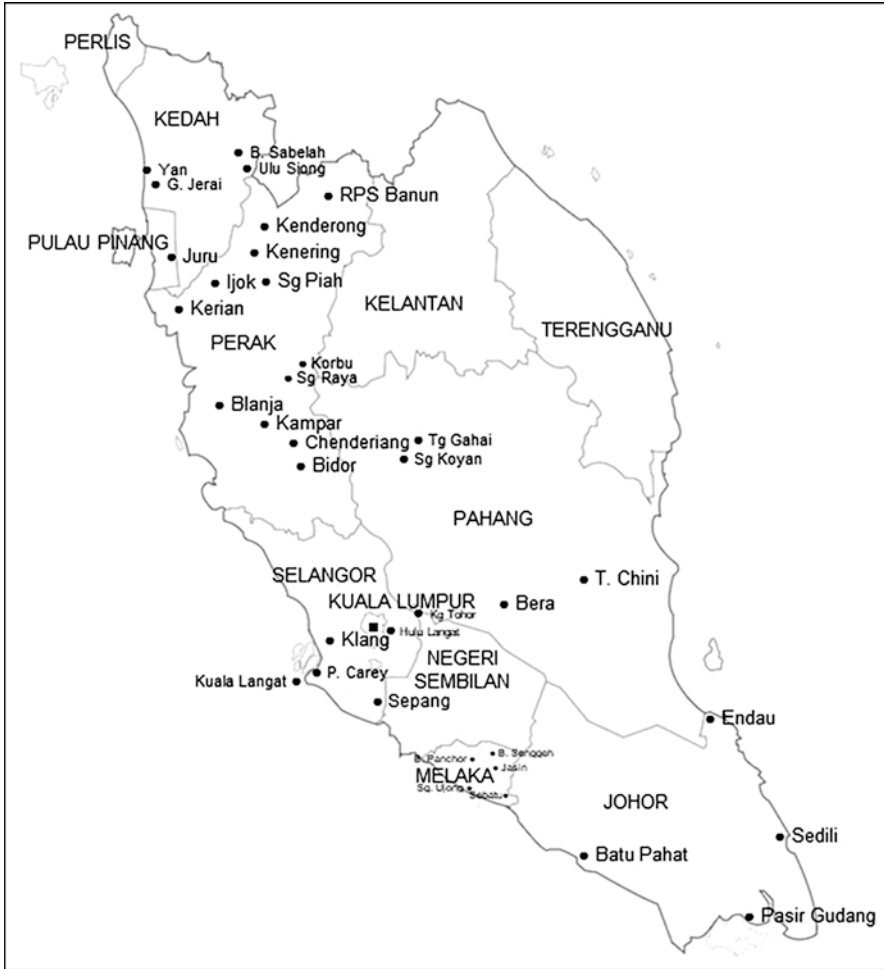 PERLIS
KEDAH
B. Sabelah
Yan
Ulu Siong
G. Jerai
RPS Banun
Kenderong
PULAU PINANG
Kenering
Juru
Ijok
Sg Piah
KELANTAN
Kerian
TERENGGANU
PERAK
Korbu
Sg Raya
Blanja
Kampar
Chenderiang
Tg Gahai
Sg Koyan
Bidor
PAHANG
SELANGOR
T. Chini
KUALA LUMPUR
Bera
Kg Tohor
Hulu Langat
Klang
NEGERI
SEMBILAN
P. Carey
Kuala Langat
Sepang
Endau
B. Senggeh
B. Panchor
Jasin
MELAKA
Sg. Ujong
Sebatu
JOHOR
Sedili
Batu Pahat
Pasir Gudang